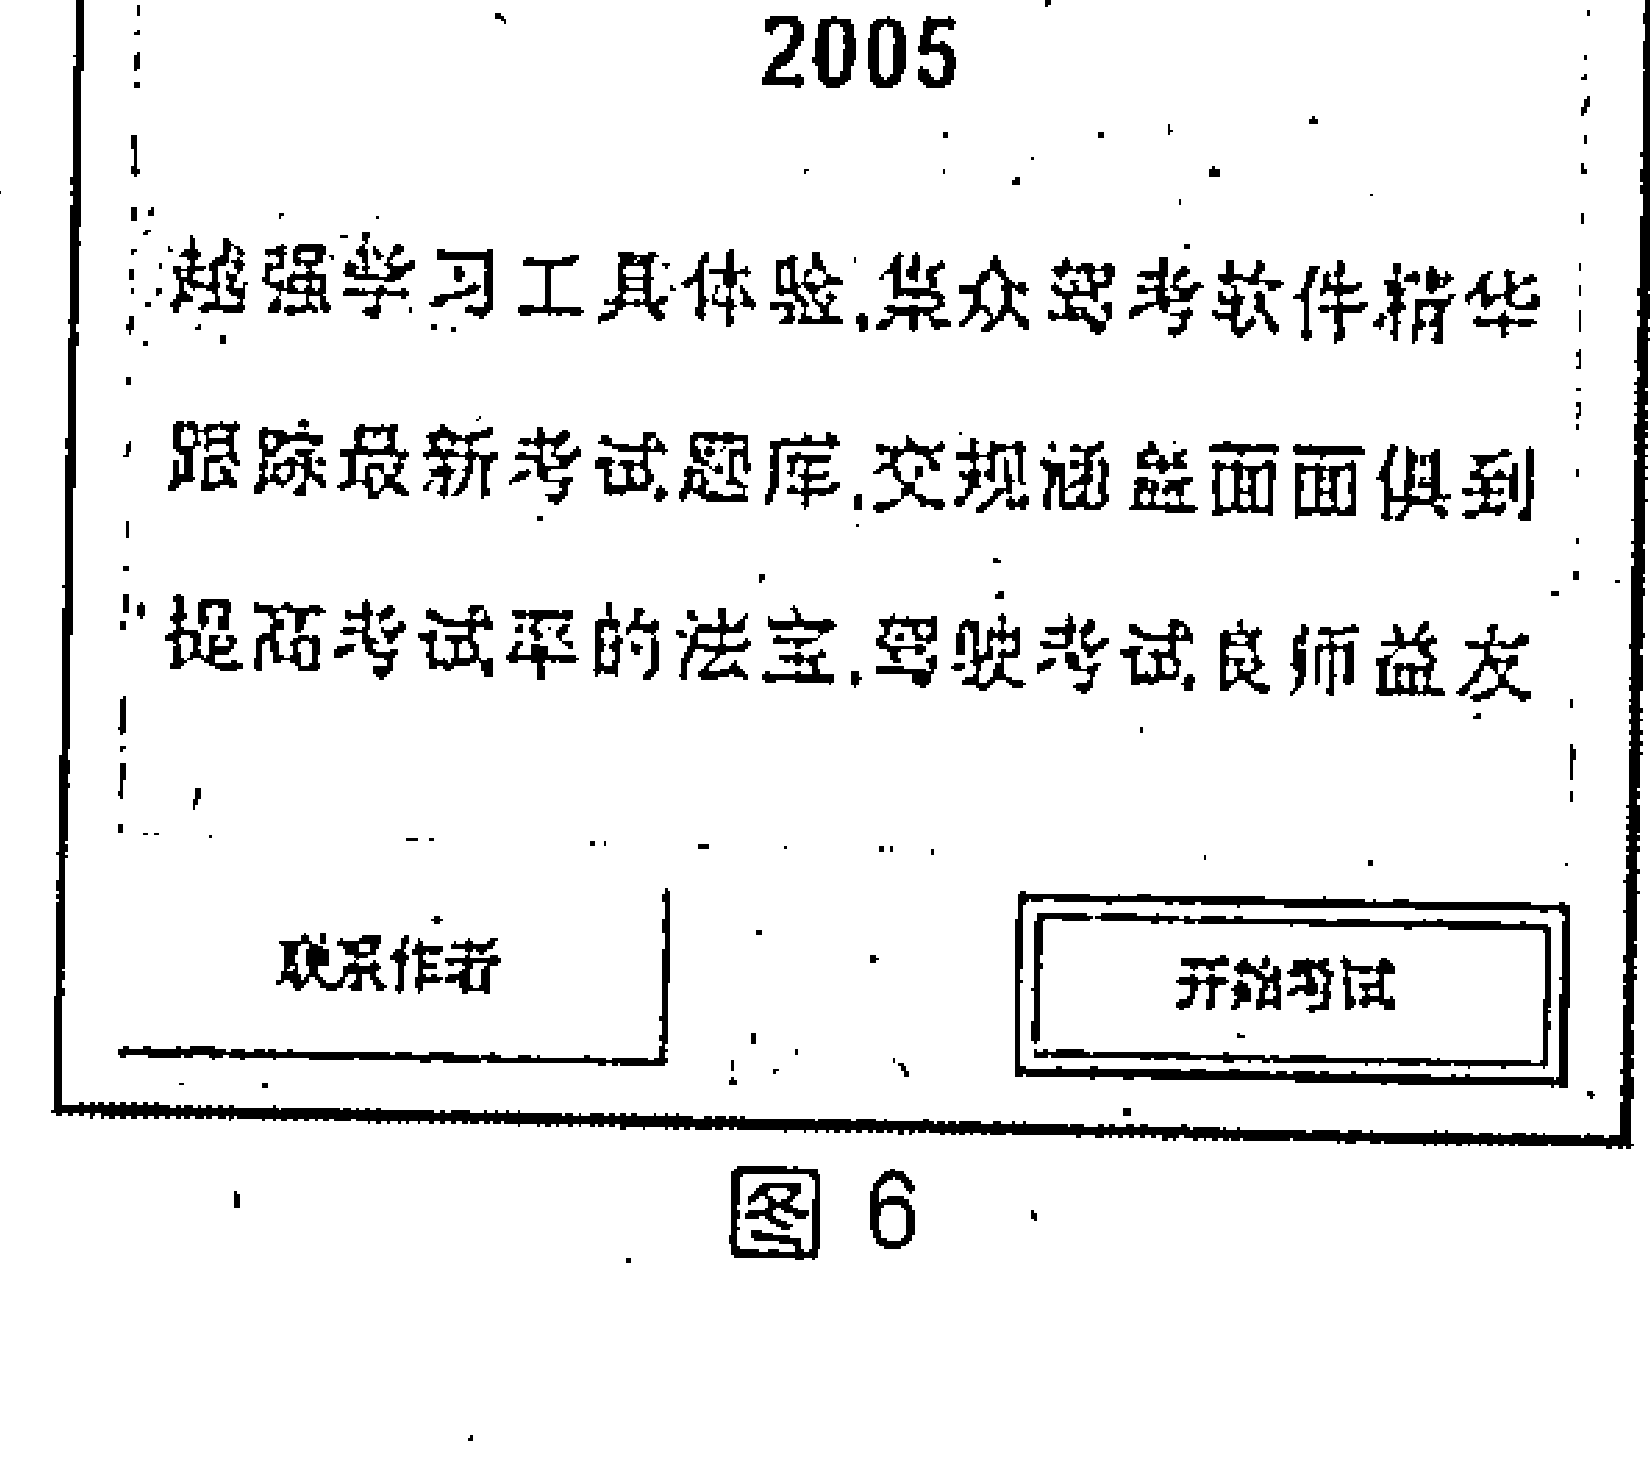 2005
越强学习工具体验.集众驾考软件精华
跟踪最新考试题库.交规涵盖面面俱到
提高考试率的法宝.驾驶考试良师益友
联系作者
开始考试
图 6